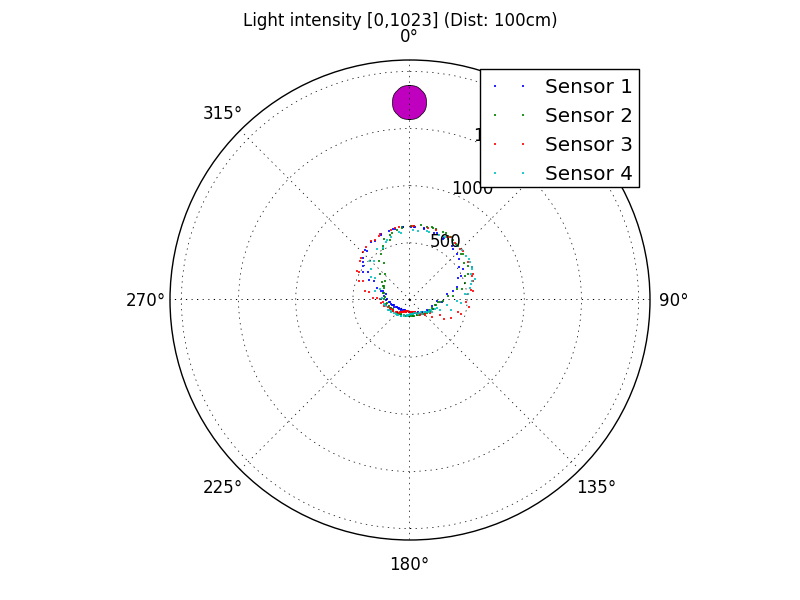 Light intensity [0,1023] (Dist: 100cm)
0°
315°
Sensor 1
Sensor 2
Sensor 3
Sensor 4
1000
500
270°
90°
225°
135°
180°